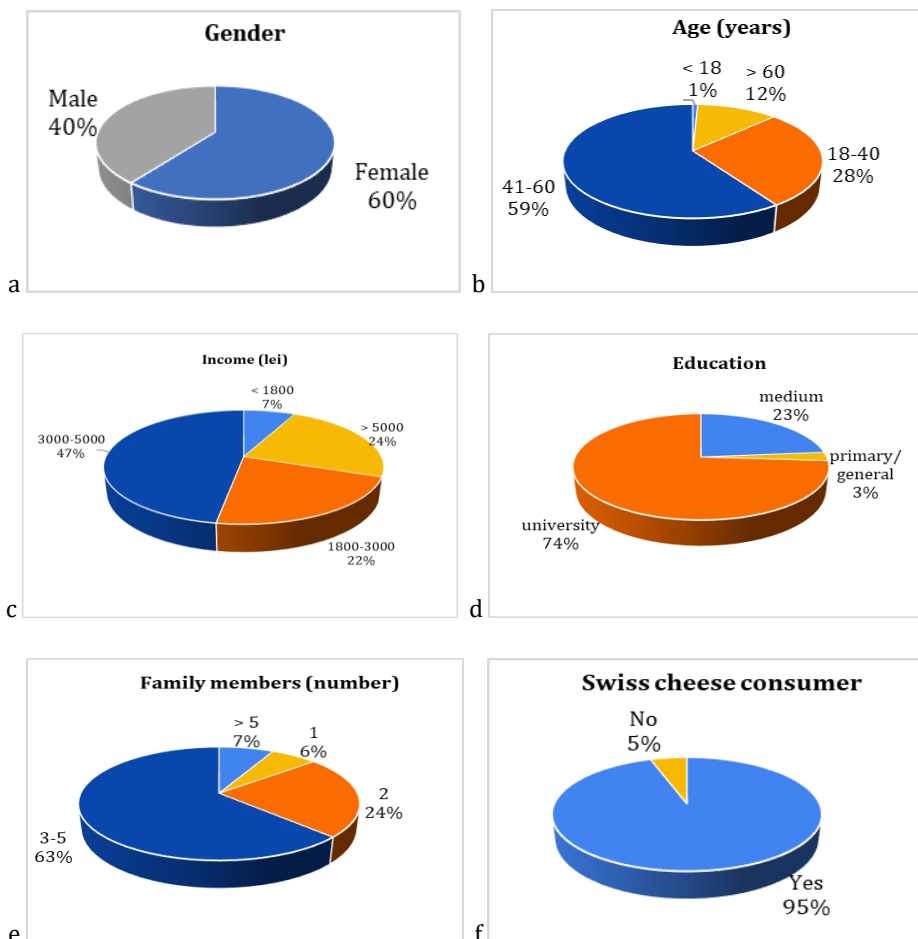 Gender
Male
40%
Female
60%
a
Age (years)
< 18
1%
> 60
12%
18-40
28%
41-60
59%
b
Income (lei)
< 1800
7%
> 5000
24%
3000-5000
47%
1800-3000
22%
c
Education
medium
23%
primary/
general
3%
university
74%
d
Family members (number)
> 5
7%
1
6%
2
24%
3-5
63%
e
Swiss cheese consumer
No
5%
Yes
95%
f